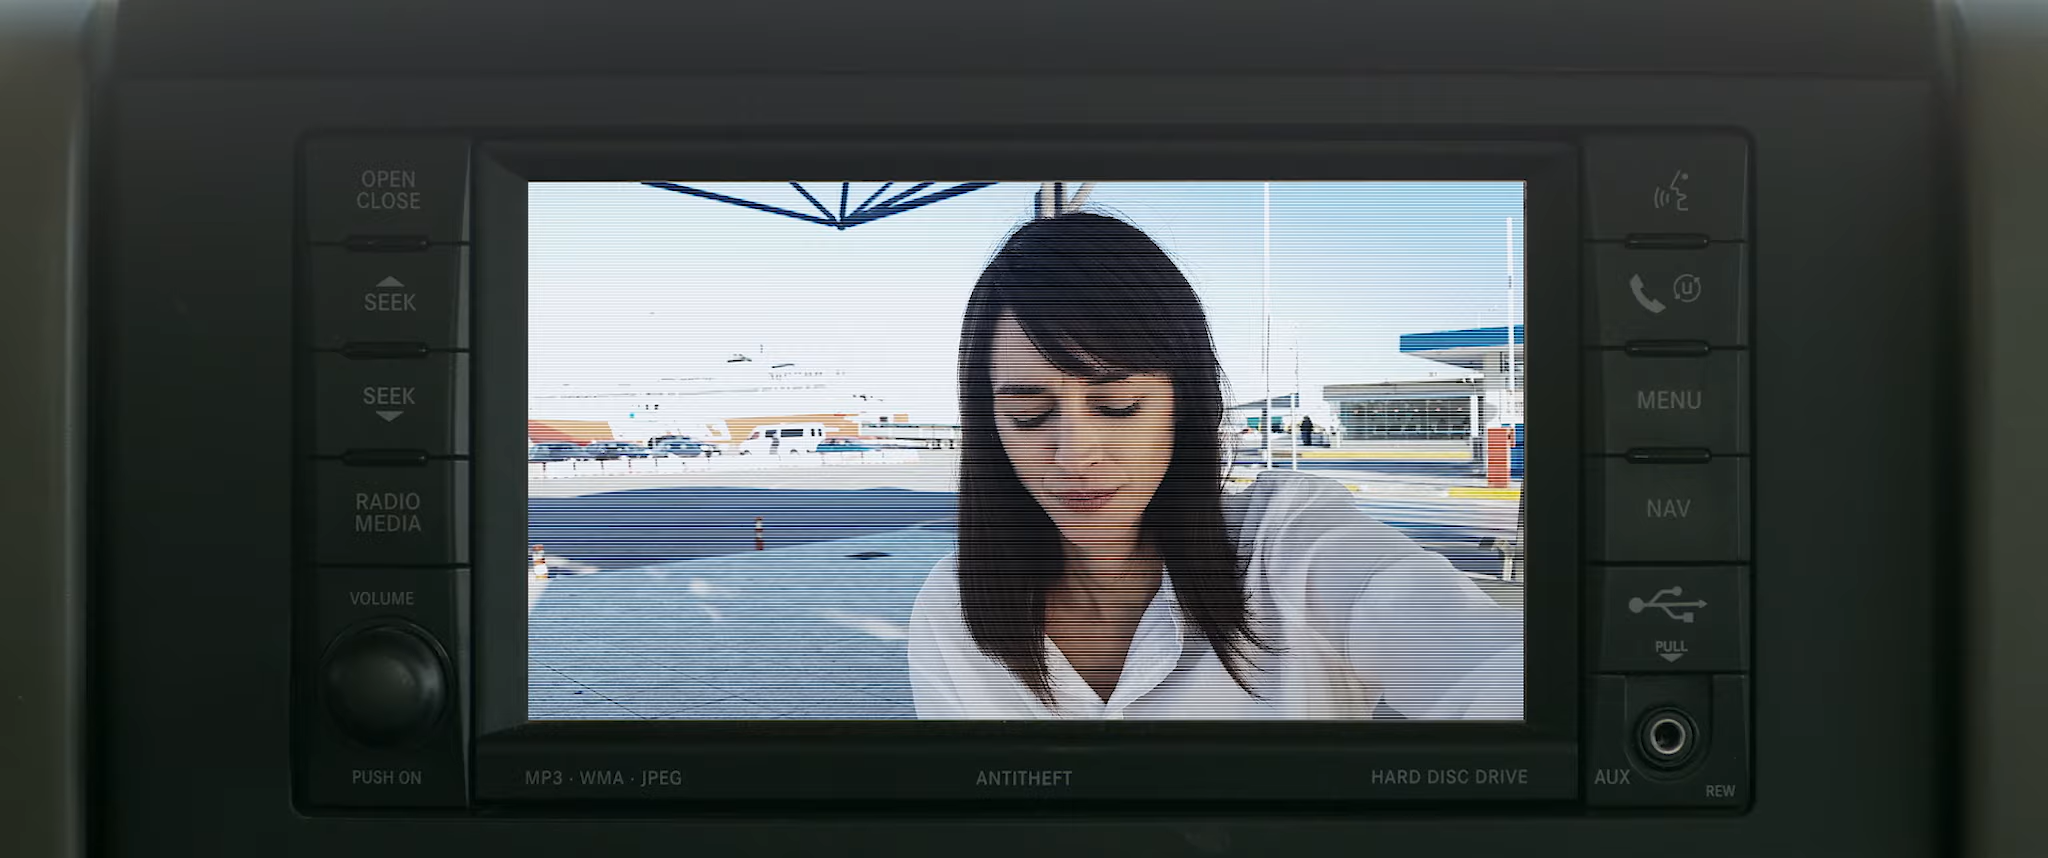 OPEN
CLOSE
SEEK
SEEK
RADIO
MEDIA
VOLUME
PUSH ON
MP3 · WMA · JPEG
ANTITHEFT
HARD DISC DRIVE
U
MENU
NAV
PULL
AUX
REW